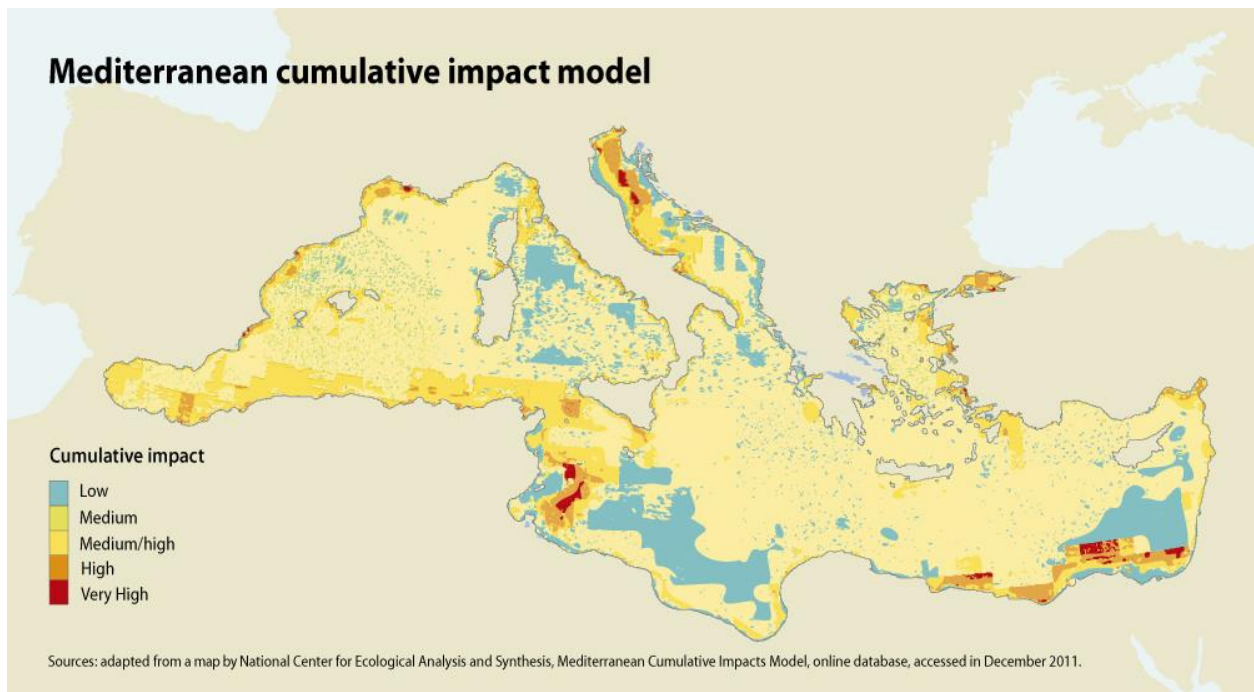 Mediterranean cumulative impact model
Cumulative impact
Low
Medium
Medium/high
High
Very High
Sources: adapted from a map by National Center for Ecological Analysis and Synthesis, Mediterranean Cumulative Impacts Model, online database, accessed in December 2011.